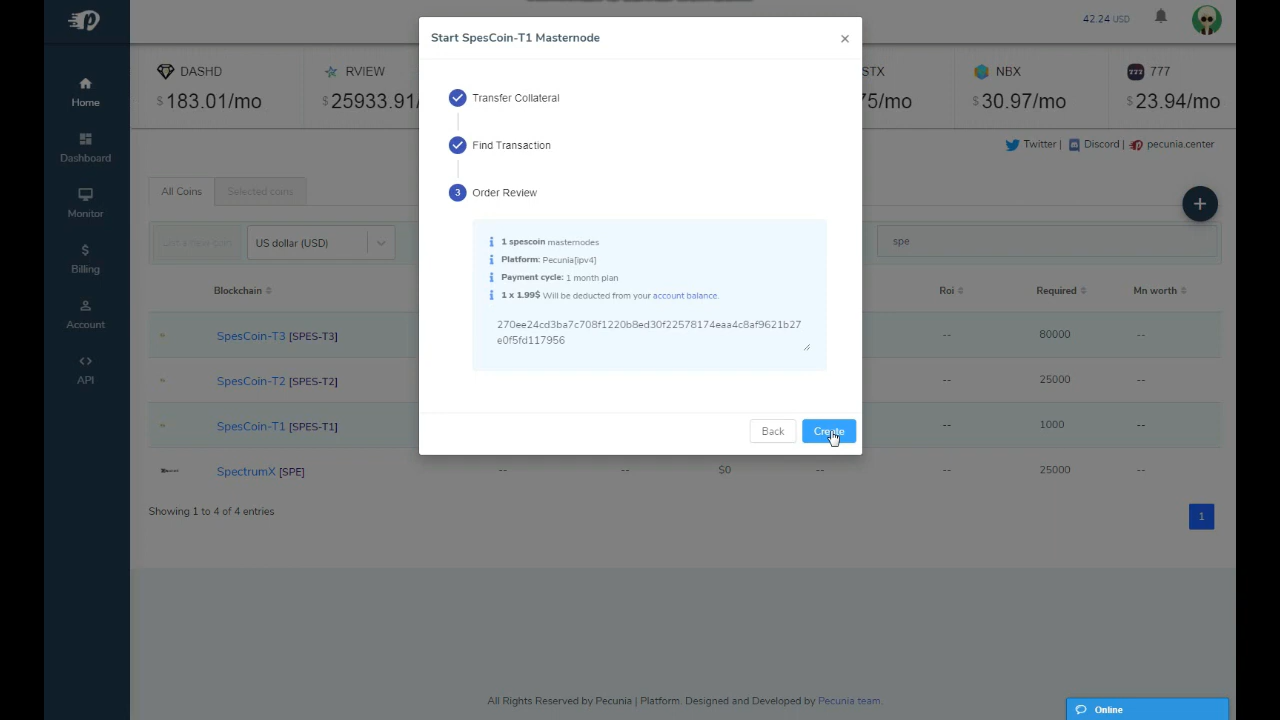 Start SpesCoin-T1 Masternode
×
42.24 USD
DASHD
$183.01/mo
RVIEW
$25933.91/
STX
75/mo
NBX
$30.97/mo
777
777
$23.94/mo
Home
Dashboard
Monitor
Billing
Account
API
Transfer Collateral
Find Transaction
3 Order Review
1 spescoin masternodes
Platform: Pecunia[ipv4]
Payment cycle: 1 month plan
1 x 1.99$ Will be deducted from your account balance.
270ee24cd3ba7c708f1220b8ed30f22578174eaa4c8af9621b27
e0f5fd117956
Back
Create
Twitter | Discord | pecunia.center
All Coins
Selected coins
US dollar (USD)
spe
Blockchain
Roi
Required
Mn worth
SpesCoin-T3 [SPES-T3] -- 80000 --
SpesCoin-T2 [SPES-T2] -- 25000 --
SpesCoin-T1 [SPES-T1] -- 1000 --
SpectrumX [SPE] -- -- $0 -- -- 25000 --
Showing 1 to 4 of 4 entries
1
All Rights Reserved by Pecunia | Platform. Designed and Developed by Pecunia team.
Online